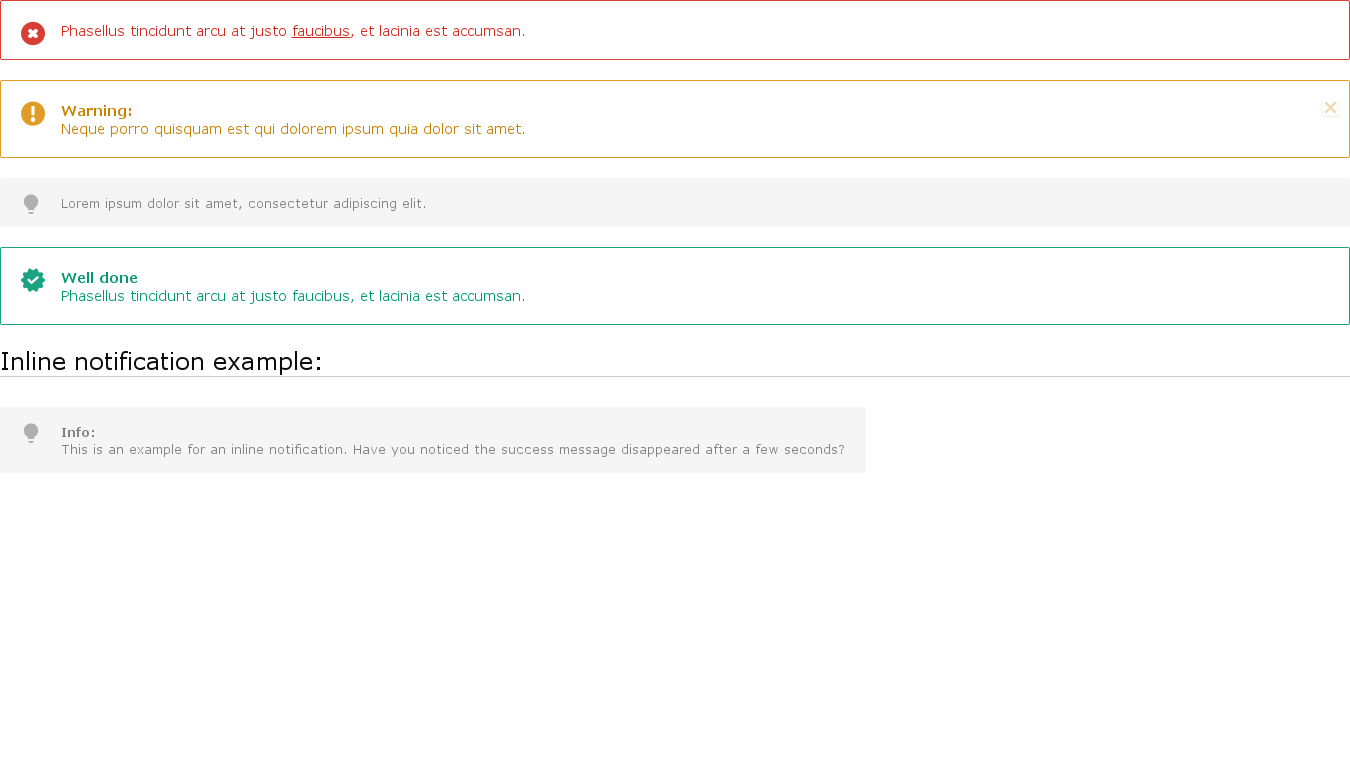 Phasellus tincidunt arcu at justo faucibus, et lacinia est accumsan.
Warning:
Neque porro quisquam est qui dolorem ipsum quia dolor sit amet.
Lorem ipsum dolor sit amet, consectetur adipiscing elit.
Well done
Phasellus tincidunt arcu at justo faucibus, et lacinia est accumsan.
Inline notification example:
Info:
This is an example for an inline notification. Have you noticed the success message disappeared after a few seconds?